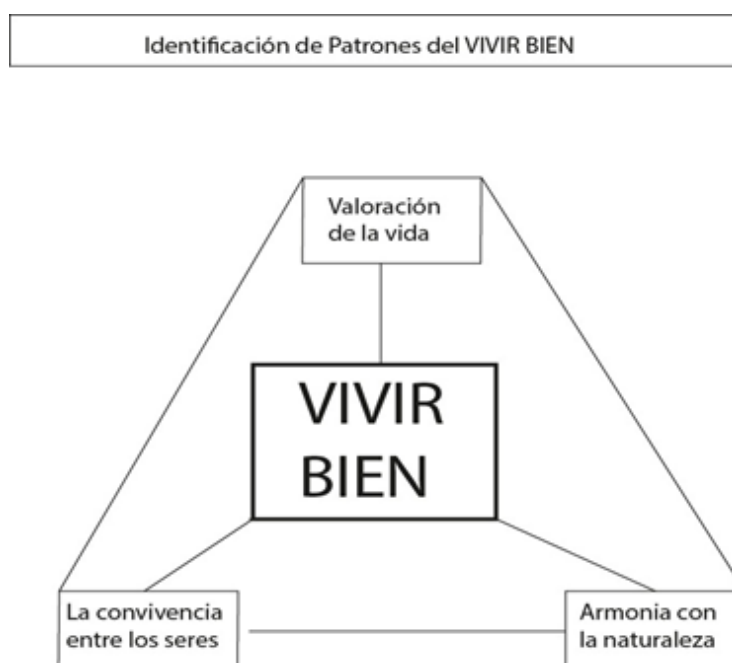 Identificación de Patrones del VIVIR BIEN
Valoración
de la vida
VIVIR
BIEN
La convivencia
entre los seres
Armonia con
la naturaleza